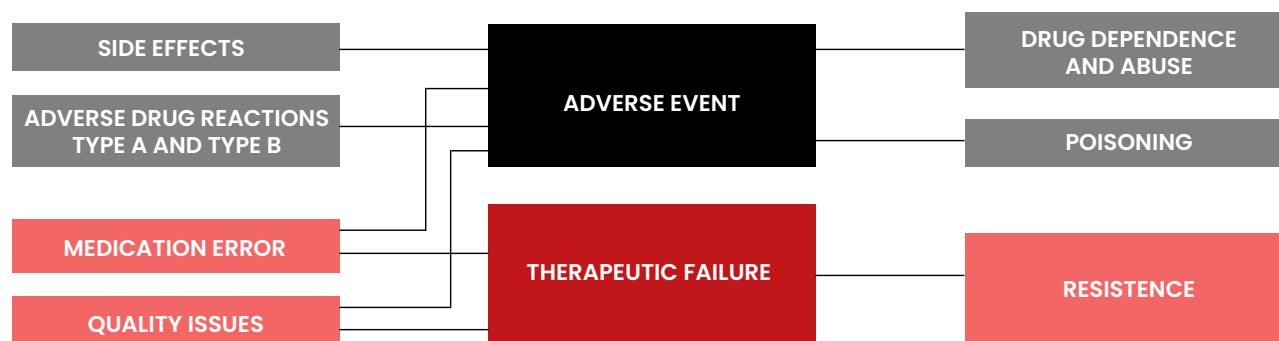 SIDE EFFECTS
ADVERSE DRUG REACTIONS
TYPE A AND TYPE B
MEDICATION ERROR
QUALITY ISSUES
ADVERSE EVENT
THERAPEUTIC FAILURE
DRUG DEPENDENCE
AND ABUSE
POISONING
RESISTENCE